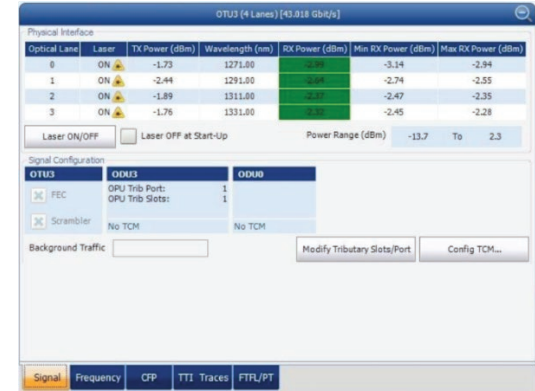 OTU3 (4 Lanes) [43.018 Gbit/s]
Physical Interface
Optical Lane Laser TX Power (dBm) Wavelength (nm) RX Power (dBm) Min RX Power (dBm) Max RX Power (dBm)
0 ON -1.73 1271.00 -3.14 -2.94
1 ON -2.44 1291.00 -2.74 -2.55
2 ON -1.89 1311.00 -2.47 -2.35
3 ON -1.76 1331.00 -2.45 -2.28
Laser ON/OFF Laser OFF at Start-Up Power Range (dBm) -13.7 To 2.3
Signal Configuration
OTU3 ODU3 ODU0
FEC OPU Trib Port: 1
OPU Trib Slots: 1
Scrambler No TCM No TCM
Background Traffic Modify Tributary Slots/Port Config TCM...
Signal Frequency CFP TTI Traces FTFL/PT